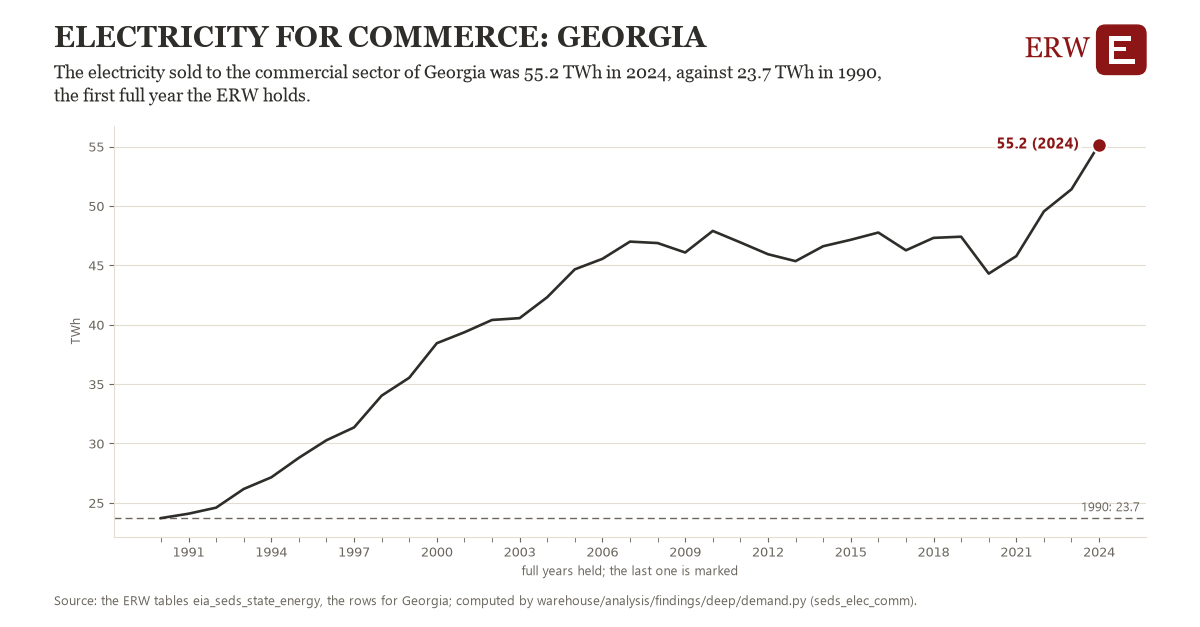 ELECTRICITY FOR COMMERCE: GEORGIA
ERW E
The electricity sold to the commercial sector of Georgia was 55.2 TWh in 2024, against 23.7 TWh in 1990,
the first full year the ERW holds.
55.2 (2024)
55
50
45
40
35
30
25
TWh
1990: 23.7
1991 1994 1997 2000 2003 2006 2009 2012 2015 2018 2021 2024
full years held; the last one is marked
Source: the ERW tables eia_seds_state_energy, the rows for Georgia; computed by warehouse/analysis/findings/deep/demand.py (seds_elec_comm).